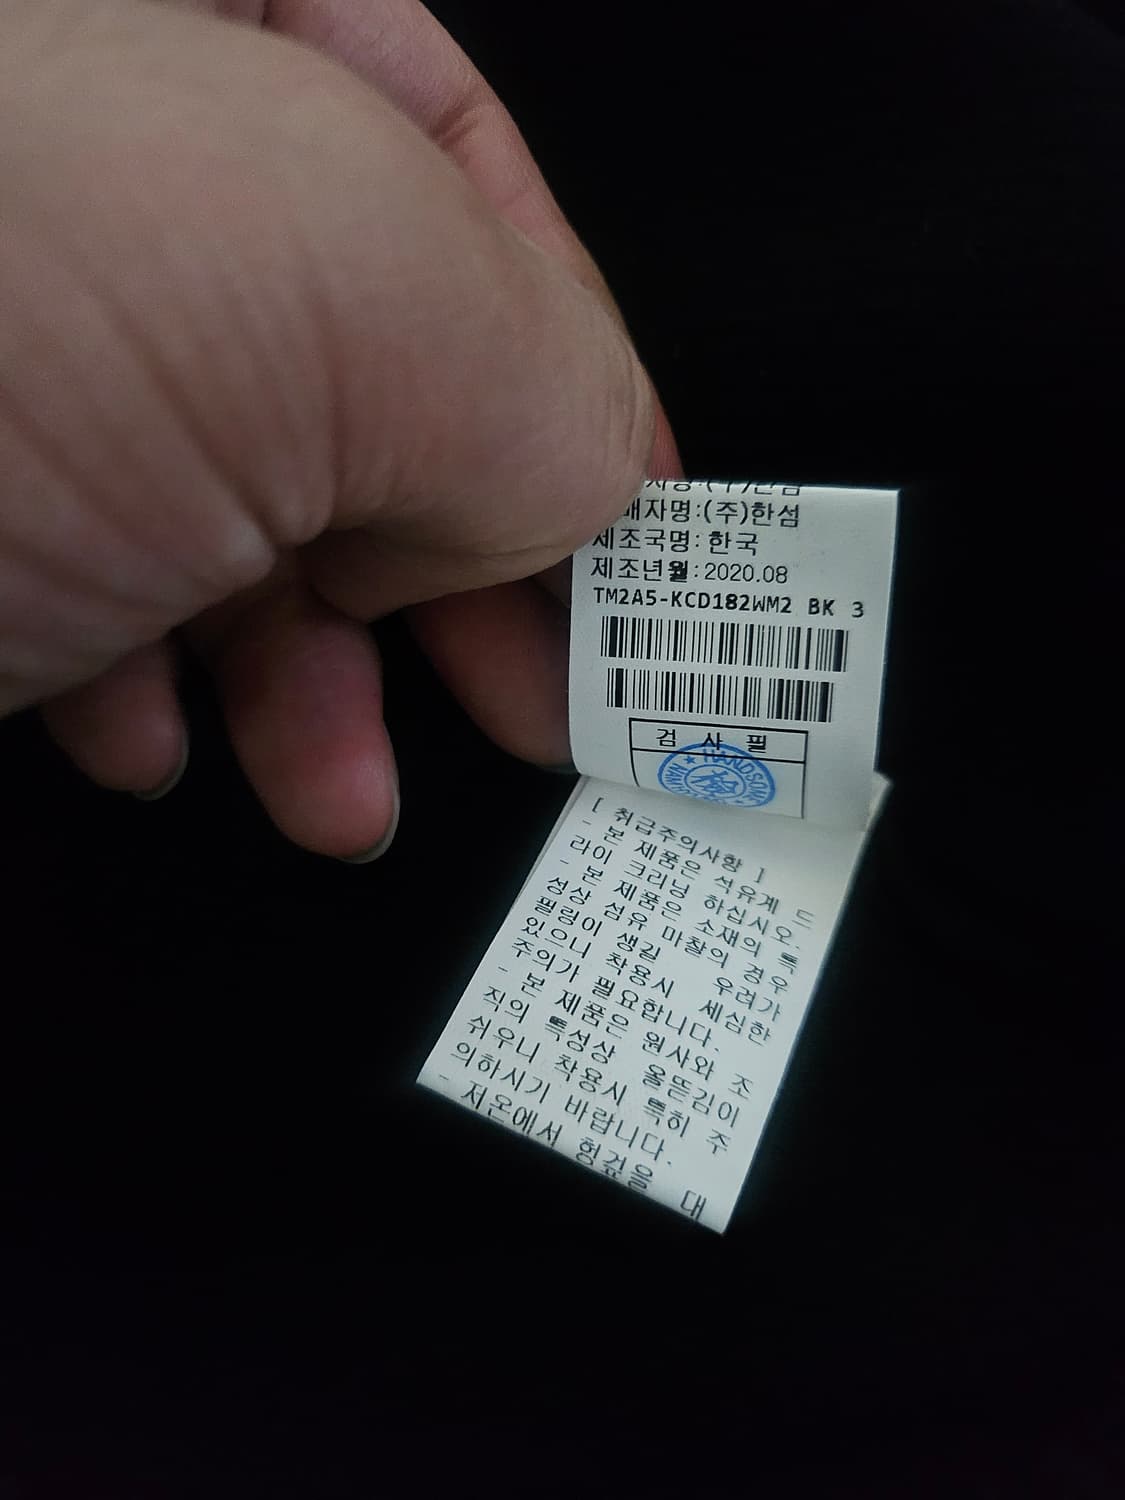 자명:(주)한섬
매자명:(주)한섬
제조국명: 한국
제조년월:2020.08
TM2A5-KCD182WM2 BK 3
검 사 필
HANDSOME
[ 취급주의사항 ]
- 본 제품은 석유계 드
라이 크리닝 하십시오.
- 본 제품은 소재의 특
성상 섬유 마찰의 경우
필링이 생길 우려가
있으니 착용시 세심한
주의가 필요합니다.
- 본 제품은 원사와 조
직의 특성상 올뜯김이
쉬우니 착용시 특히 주
의하시기 바랍니다.
- 저온에서 헝겊을 대